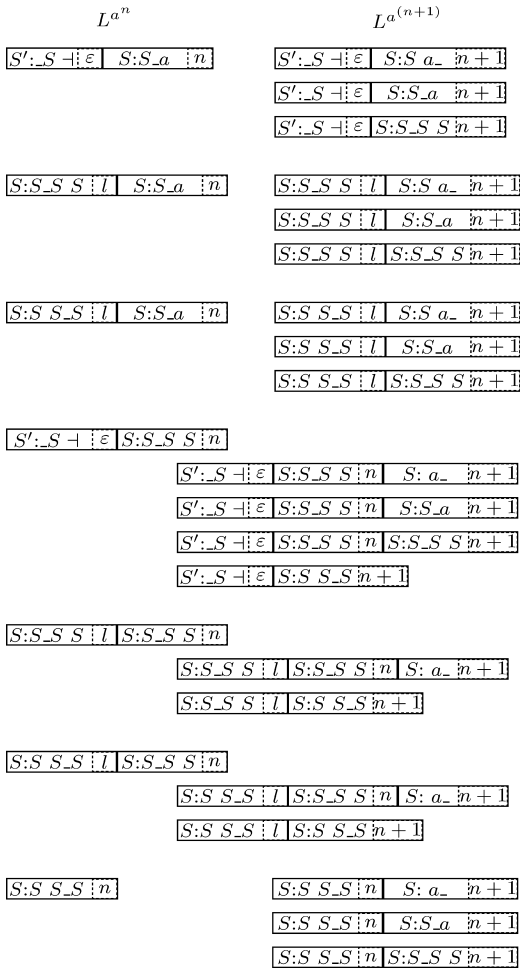 L^{a^n} L^{a^{(n+1)}}
S′:_S ⊣ ε S:S_a n S′:_S ⊣ ε S:S a_ n + 1
S′:_S ⊣ ε S:S_a n + 1
S′:_S ⊣ ε S:S_S S n + 1
S:S_S S l S:S_a n S:S_S S l S:S a_ n + 1
S:S_S S l S:S_a n + 1
S:S_S S l S:S_S S n + 1
S:S S_S l S:S_a n S:S S_S l S:S a_ n + 1
S:S S_S l S:S_a n + 1
S:S S_S l S:S_S S n + 1
S′:_S ⊣ ε S:S_S S n
S′:_S ⊣ ε S:S_S S n S: a_ n + 1
S′:_S ⊣ ε S:S_S S n S:S_a n + 1
S′:_S ⊣ ε S:S_S S n S:S_S S n + 1
S′:_S ⊣ ε S:S S_S n + 1
S:S_S S l S:S_S S n
S:S_S S l S:S_S S n S: a_ n + 1
S:S_S S l S:S S_S n + 1
S:S S_S l S:S_S S n
S:S S_S l S:S_S S n S: a_ n + 1
S:S S_S l S:S S_S n + 1
S:S S_S n S:S S_S n S: a_ n + 1
S:S S_S n S:S_a n + 1
S:S S_S n S:S_S S n + 1